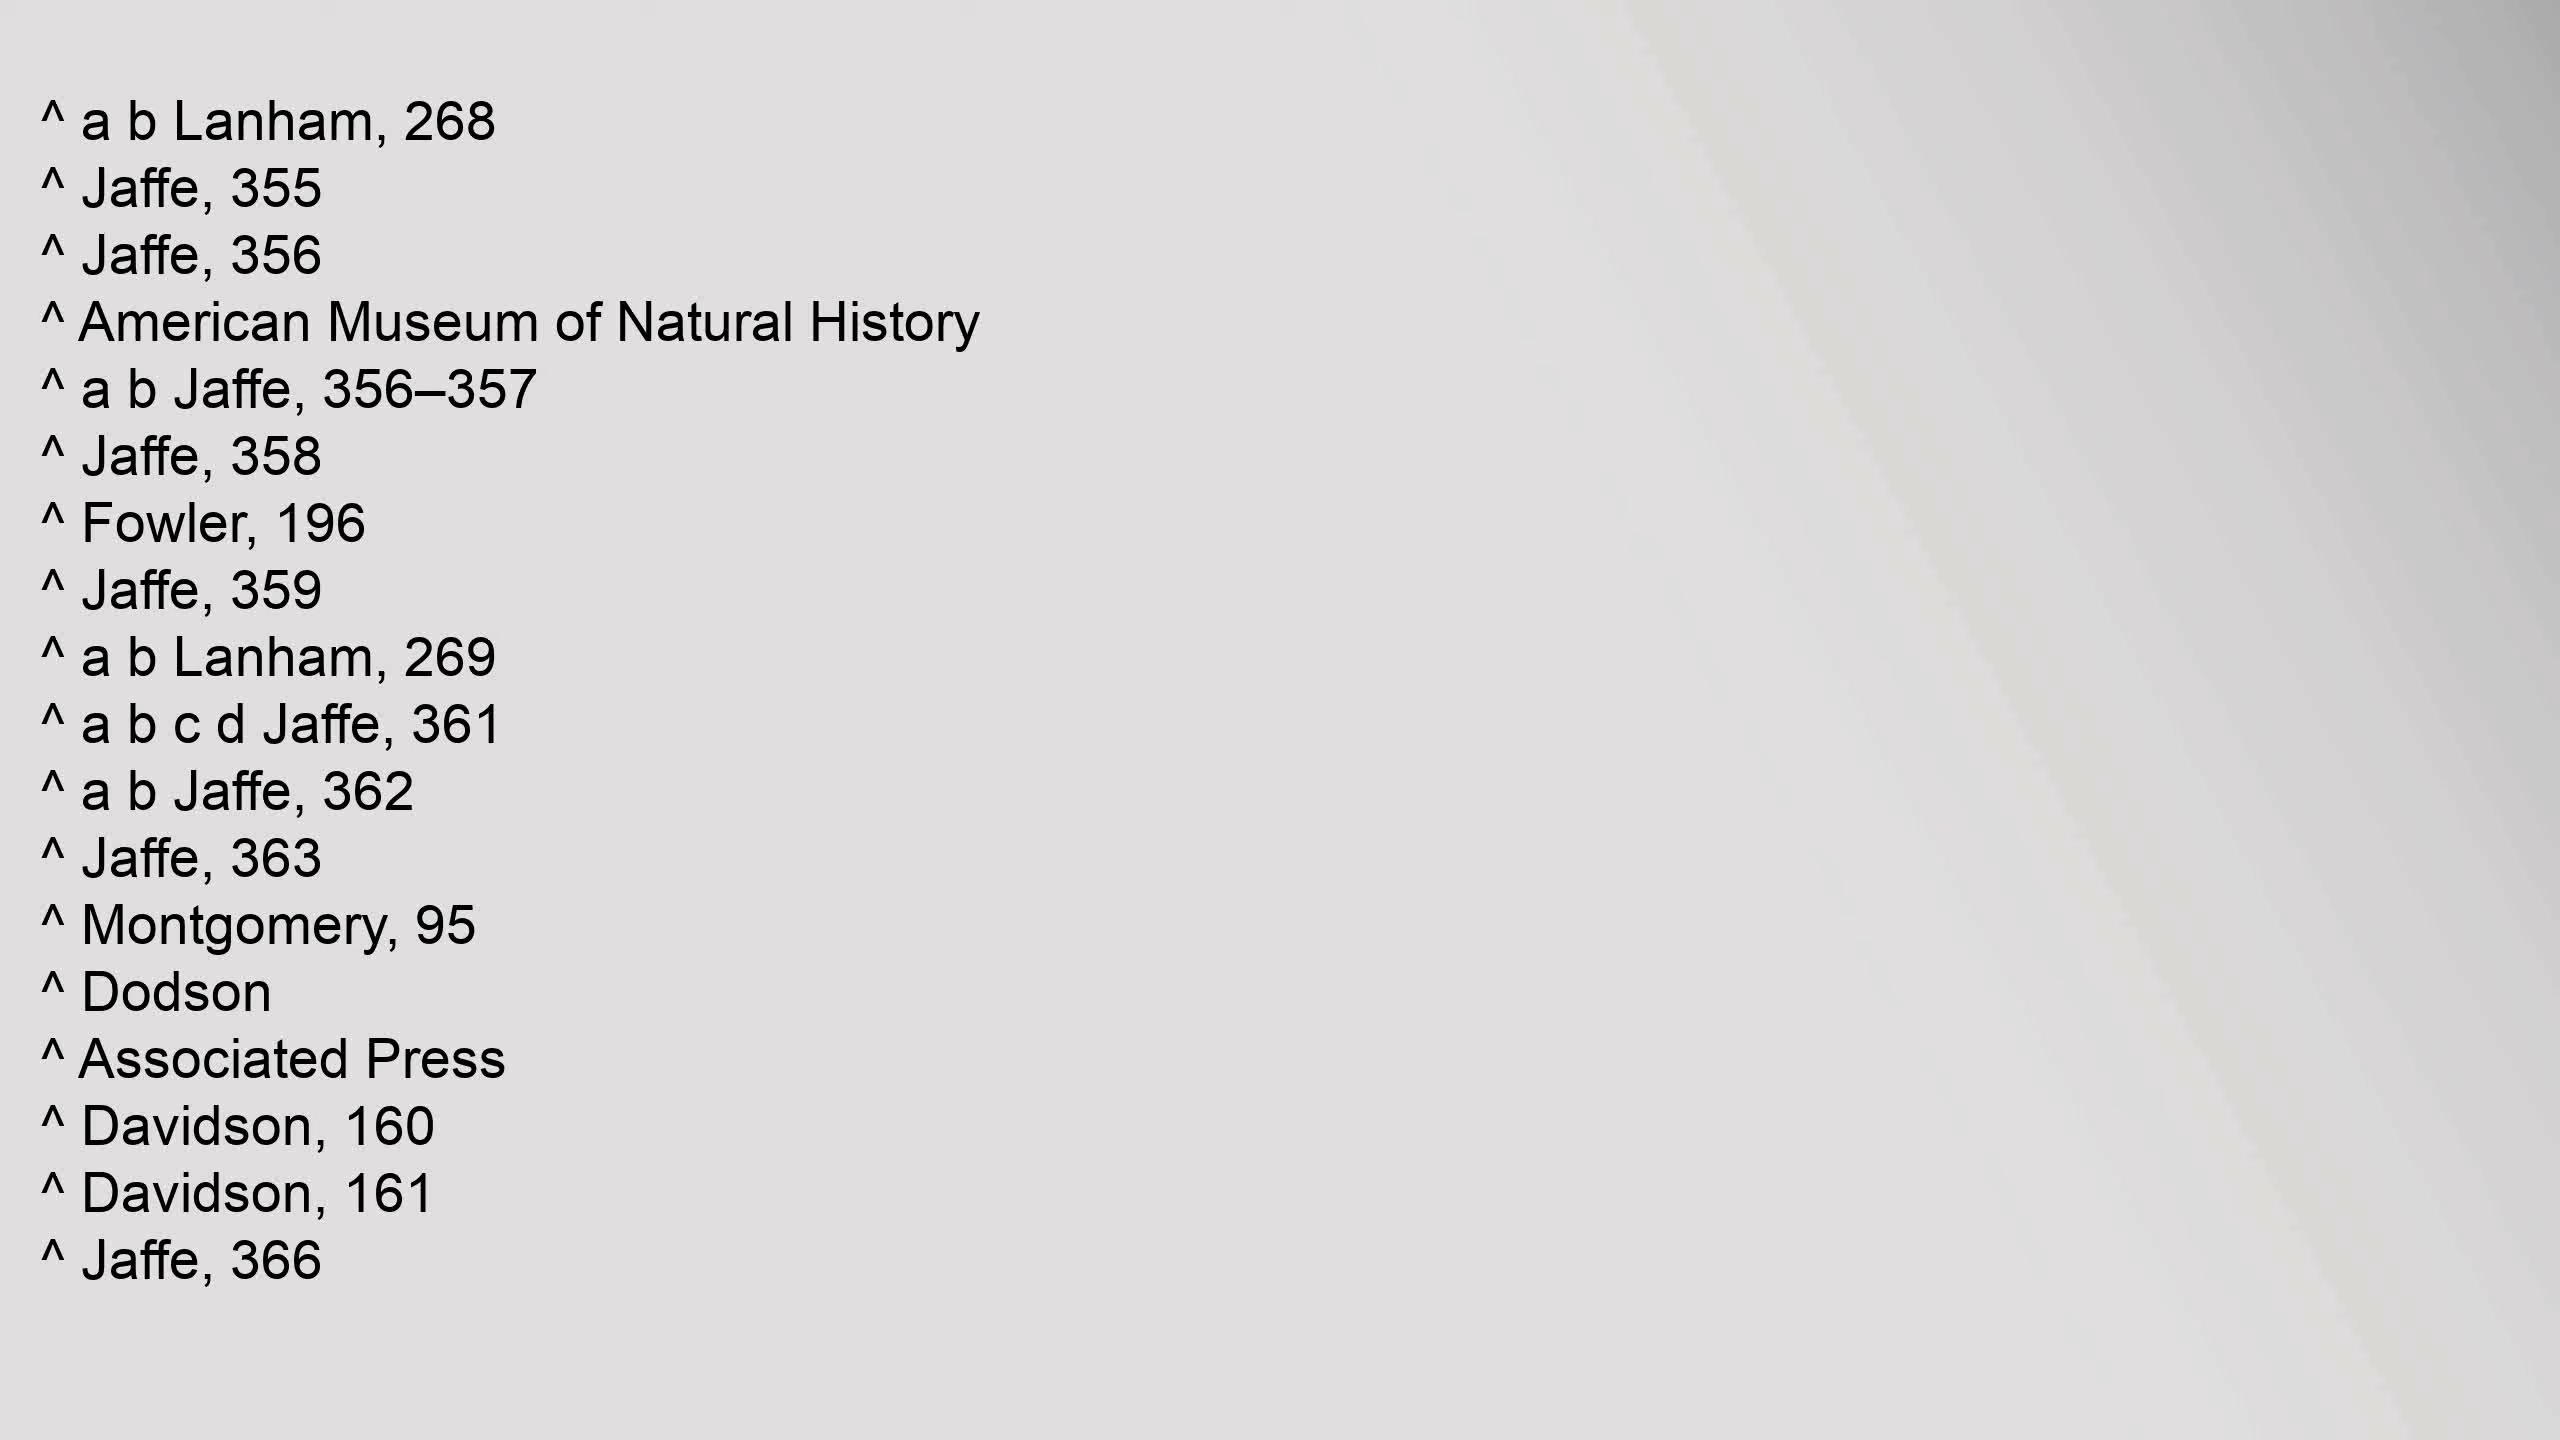 ^ a b Lanham, 268
^ Jaffe, 355
^ Jaffe, 356
^ American Museum of Natural History
^ a b Jaffe, 356–357
^ Jaffe, 358
^ Fowler, 196
^ Jaffe, 359
^ a b Lanham, 269
^ a b c d Jaffe, 361
^ a b Jaffe, 362
^ Jaffe, 363
^ Montgomery, 95
^ Dodson
^ Associated Press
^ Davidson, 160
^ Davidson, 161
^ Jaffe, 366